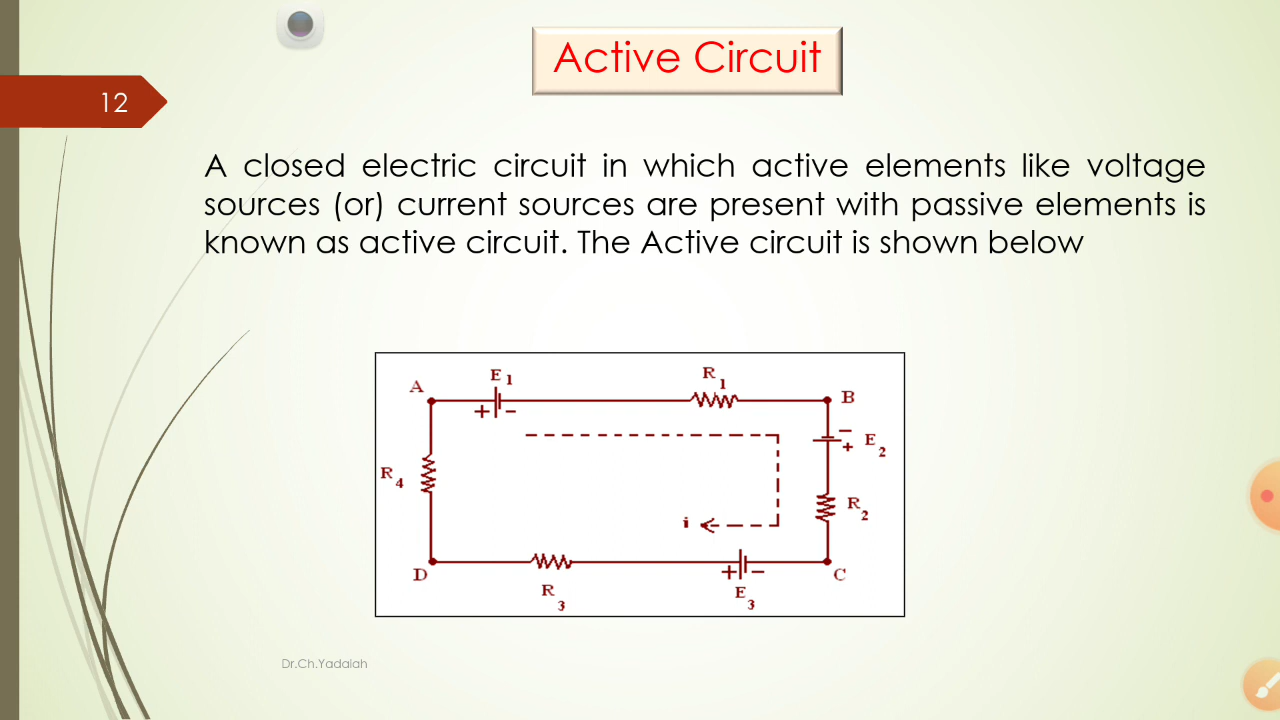 Active Circuit
12
A closed electric circuit in which active elements like voltage
sources (or) current sources are present with passive elements is
known as active circuit. The Active circuit is shown below
A
E1
+ -
R1
B
-
+
E2
R4
R2
i
D
R3
+ -
E3
C
Dr.Ch.Yadaiah